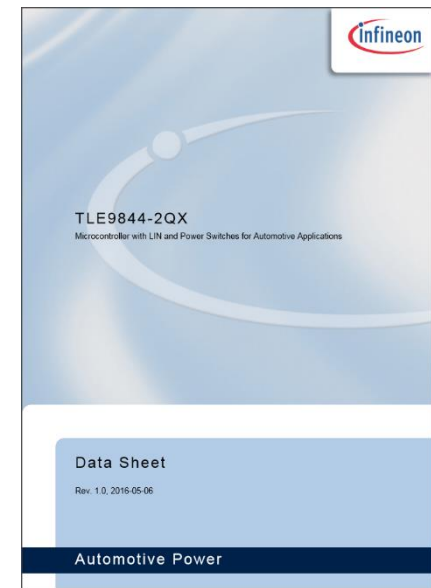 infineon
TLE9844-2QX
Microcontroller with LIN and Power Switches for Automotive Applications
Data Sheet
Rev. 1.0, 2016-05-06
Automotive Power